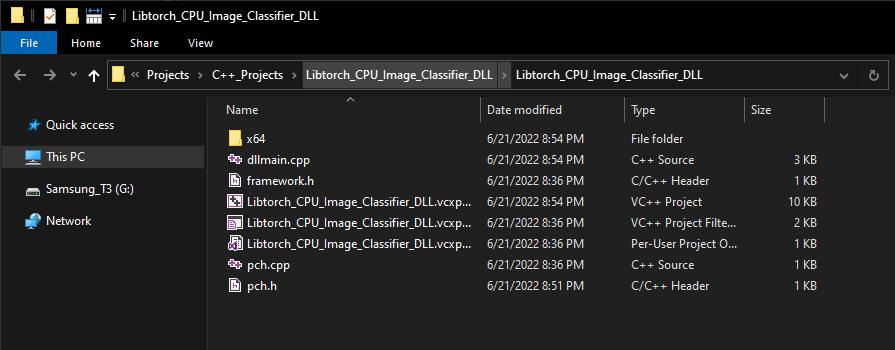 Libtorch_CPU_Image_Classifier_DLL
File Home Share View
« Projects > C++_Projects > Libtorch_CPU_Image_Classifier_DLL > Libtorch_CPU_Image_Classifier_DLL
Quick access
This PC
Samsung_T3 (G:)
Network
Name Date modified Type Size
x64 6/21/2022 8:54 PM File folder
dllmain.cpp 6/21/2022 8:54 PM C++ Source 3 KB
framework.h 6/21/2022 8:36 PM C/C++ Header 1 KB
Libtorch_CPU_Image_Classifier_DLL.vcxp... 6/21/2022 8:54 PM VC++ Project 10 KB
Libtorch_CPU_Image_Classifier_DLL.vcxp... 6/21/2022 8:36 PM VC++ Project Filte... 2 KB
Libtorch_CPU_Image_Classifier_DLL.vcxp... 6/21/2022 8:36 PM Per-User Project O... 1 KB
pch.cpp 6/21/2022 8:36 PM C++ Source 1 KB
pch.h 6/21/2022 8:51 PM C/C++ Header 1 KB